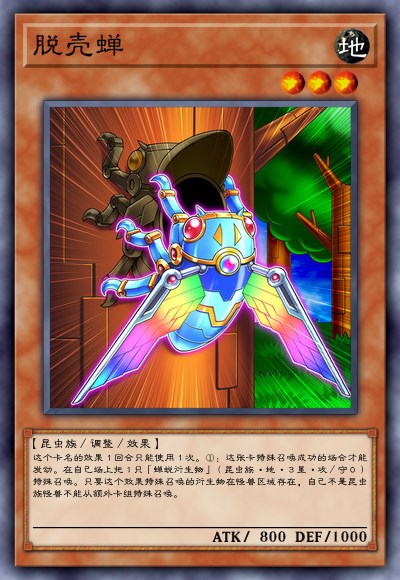 脱壳蝉
地
【昆虫族／调整／效果】
这个卡名的效果1回合只能使用1次。①：这张卡特殊召唤成功的场合才能
发动。在自己场上把1只「蝉蜕衍生物」（昆虫族·地·3星·攻／守0）
特殊召唤。只要这个效果特殊召唤的衍生物在怪兽区域存在，自己不是昆虫
族怪兽不能从额外卡组特殊召唤。
ATK/ 800 DEF/1000